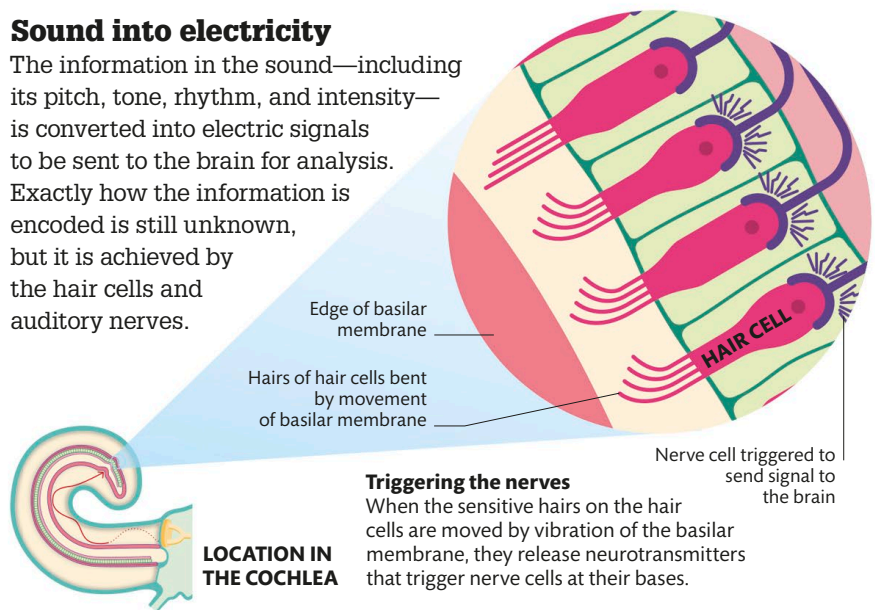 Sound into electricity
The information in the sound—including
its pitch, tone, rhythm, and intensity—
is converted into electric signals
to be sent to the brain for analysis.
Exactly how the information is
encoded is still unknown,
but it is achieved by
the hair cells and
auditory nerves.
Edge of basilar
membrane
Hairs of hair cells bent
by movement
of basilar membrane
HAIR CELL
Nerve cell triggered to
send signal to
the brain
LOCATION IN
THE COCHLEA
Triggering the nerves
When the sensitive hairs on the hair
cells are moved by vibration of the basilar
membrane, they release neurotransmitters
that trigger nerve cells at their bases.